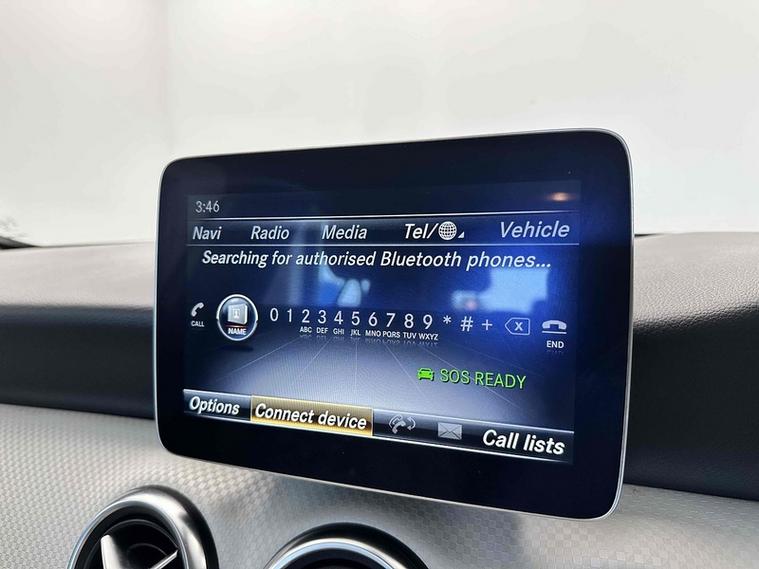 3:46
Navi Radio Media Tel/ Vehicle
Searching for authorised Bluetooth phones...
CALL NAME 0 1 2 3 4 5 6 7 8 9 * # + X END
ABC DEF GHI JKL MNO PQRS TUV WXYZ
SOS READY
Options Connect device Call lists